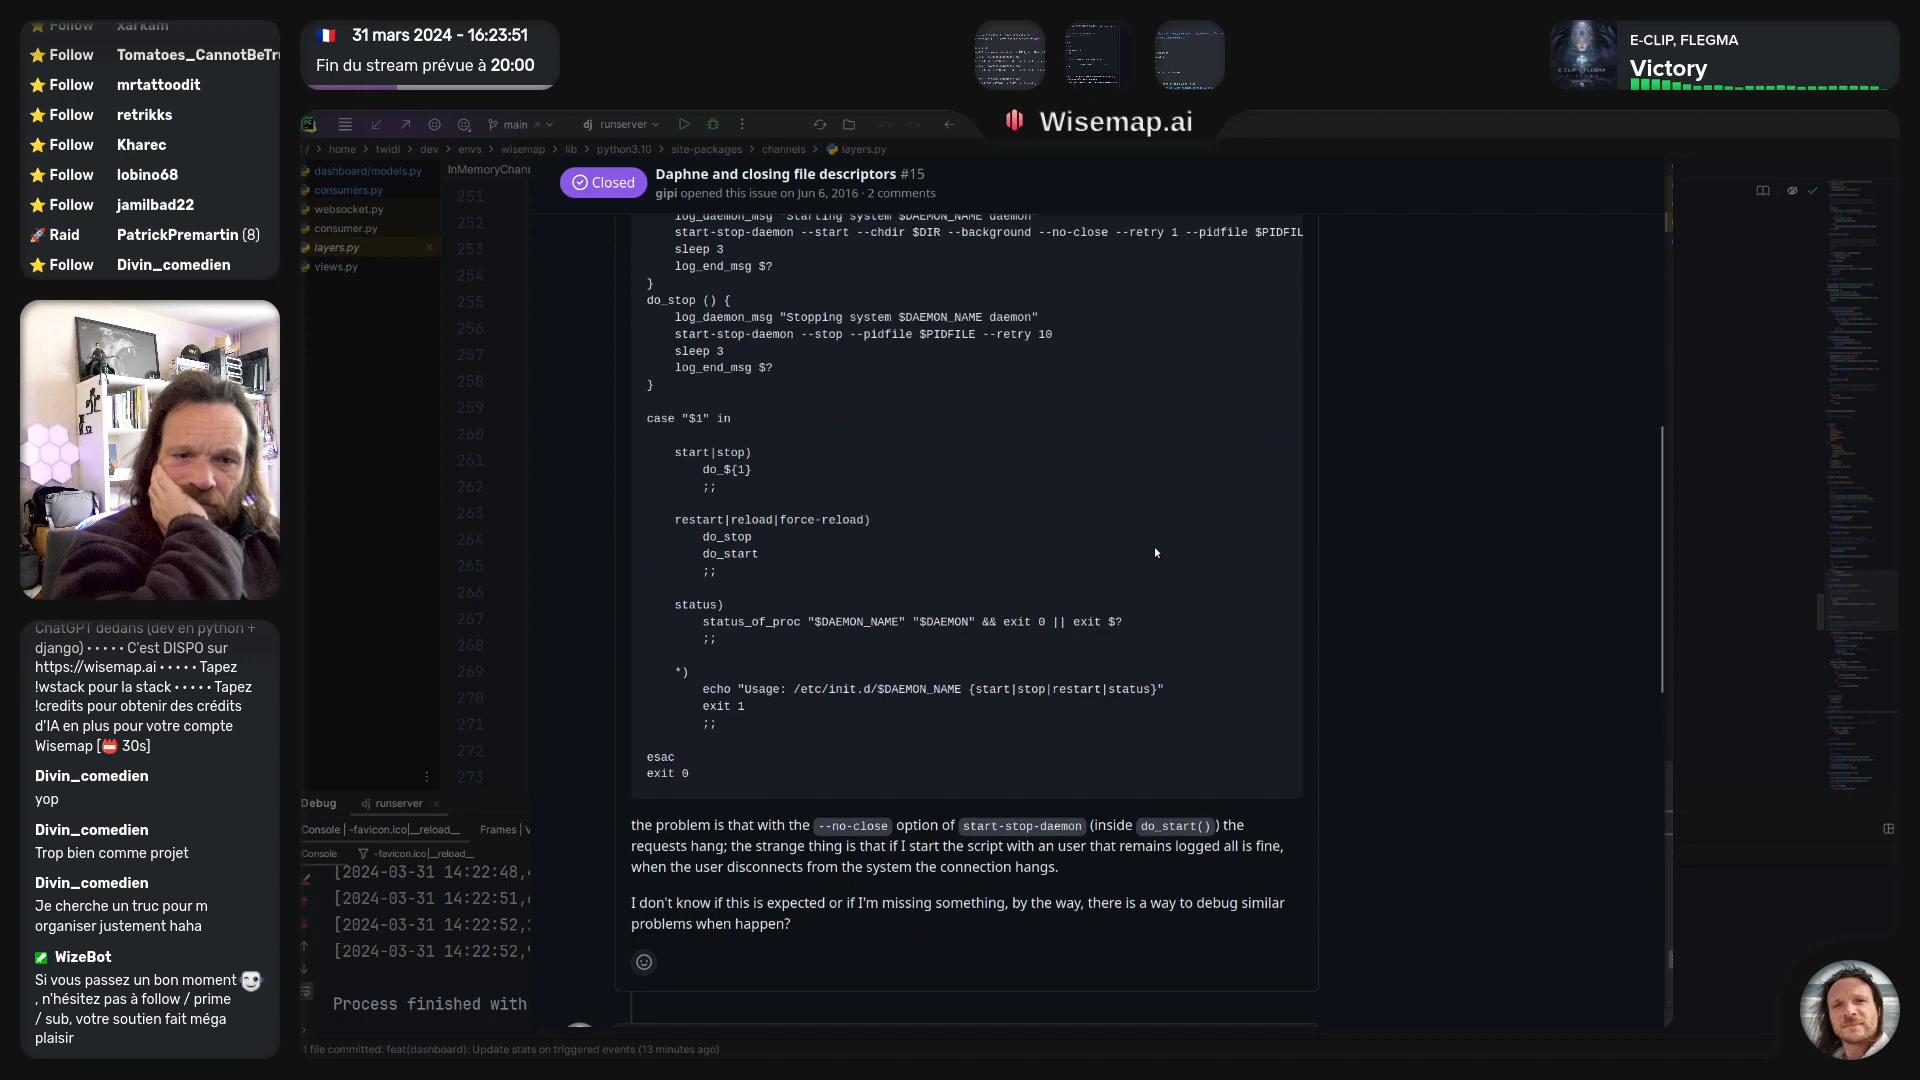 Follow xarkam
Follow Tomatoes_CannotBeTru
Follow mrtattoodit
Follow retrikks
Follow Kharec
Follow lobino68
Follow jamilbad22
Raid PatrickPremartin (8)
Follow Divin_comedien
31 mars 2024 - 16:23:51
Fin du stream prévue à 20:00
E-CLIP, FLEGMA
Victory
Wisemap.ai
main
dj runserver
/ home twidi dev envs wisemap lib python3.10 site-packages channels layers.py
dashboard/models.py
consumers.py
websocket.py
consumer.py
layers.py
views.py
InMemoryChann
251
252
253
254
255
256
257
258
259
260
261
262
263
264
265
266
267
268
269
270
271
272
273
Closed
Daphne and closing file descriptors #15
gipi opened this issue on Jun 6, 2016 · 2 comments
log_daemon_msg "Starting system $DAEMON_NAME daemon"
start-stop-daemon --start --chdir $DIR --background --no-close --retry 1 --pidfile $PIDFIL
sleep 3
log_end_msg $?
}
do_stop () {
log_daemon_msg "Stopping system $DAEMON_NAME daemon"
start-stop-daemon --stop --pidfile $PIDFILE --retry 10
sleep 3
log_end_msg $?
}
case "$1" in
start|stop)
do_${1}
;;
restart|reload|force-reload)
do_stop
do_start
;;
status)
status_of_proc "$DAEMON_NAME" "$DAEMON" && exit 0 || exit $?
;;
*)
echo "Usage: /etc/init.d/$DAEMON_NAME {start|stop|restart|status}"
exit 1
;;
esac
exit 0
the problem is that with the --no-close option of start-stop-daemon (inside do_start() ) the
requests hang; the strange thing is that if I start the script with an user that remains logged all is fine,
when the user disconnects from the system the connection hangs.
I don't know if this is expected or if I'm missing something, by the way, there is a way to debug similar
problems when happen?
Debug dj runserver
Console | -favicon.ico|__reload__ Frames | V
Console -favicon.ico|__reload__
[2024-03-31 14:22:48,
[2024-03-31 14:22:51,
[2024-03-31 14:22:52,
[2024-03-31 14:22:52,
Process finished with
1 file committed: feat(dashboard): Update stats on triggered events (13 minutes ago)
ChatGPT dedans (dev en python +
django) • • • • • C'est DISPO sur
https://wisemap.ai • • • • • Tapez
!wstack pour la stack • • • • • Tapez
!credits pour obtenir des crédits
d'IA en plus pour votre compte
Wisemap [📛 30s]
Divin_comedien
yop
Divin_comedien
Trop bien comme projet
Divin_comedien
Je cherche un truc pour m
organiser justement haha
WizeBot
Si vous passez un bon moment
, n'hésitez pas à follow / prime
/ sub, votre soutien fait méga
plaisir